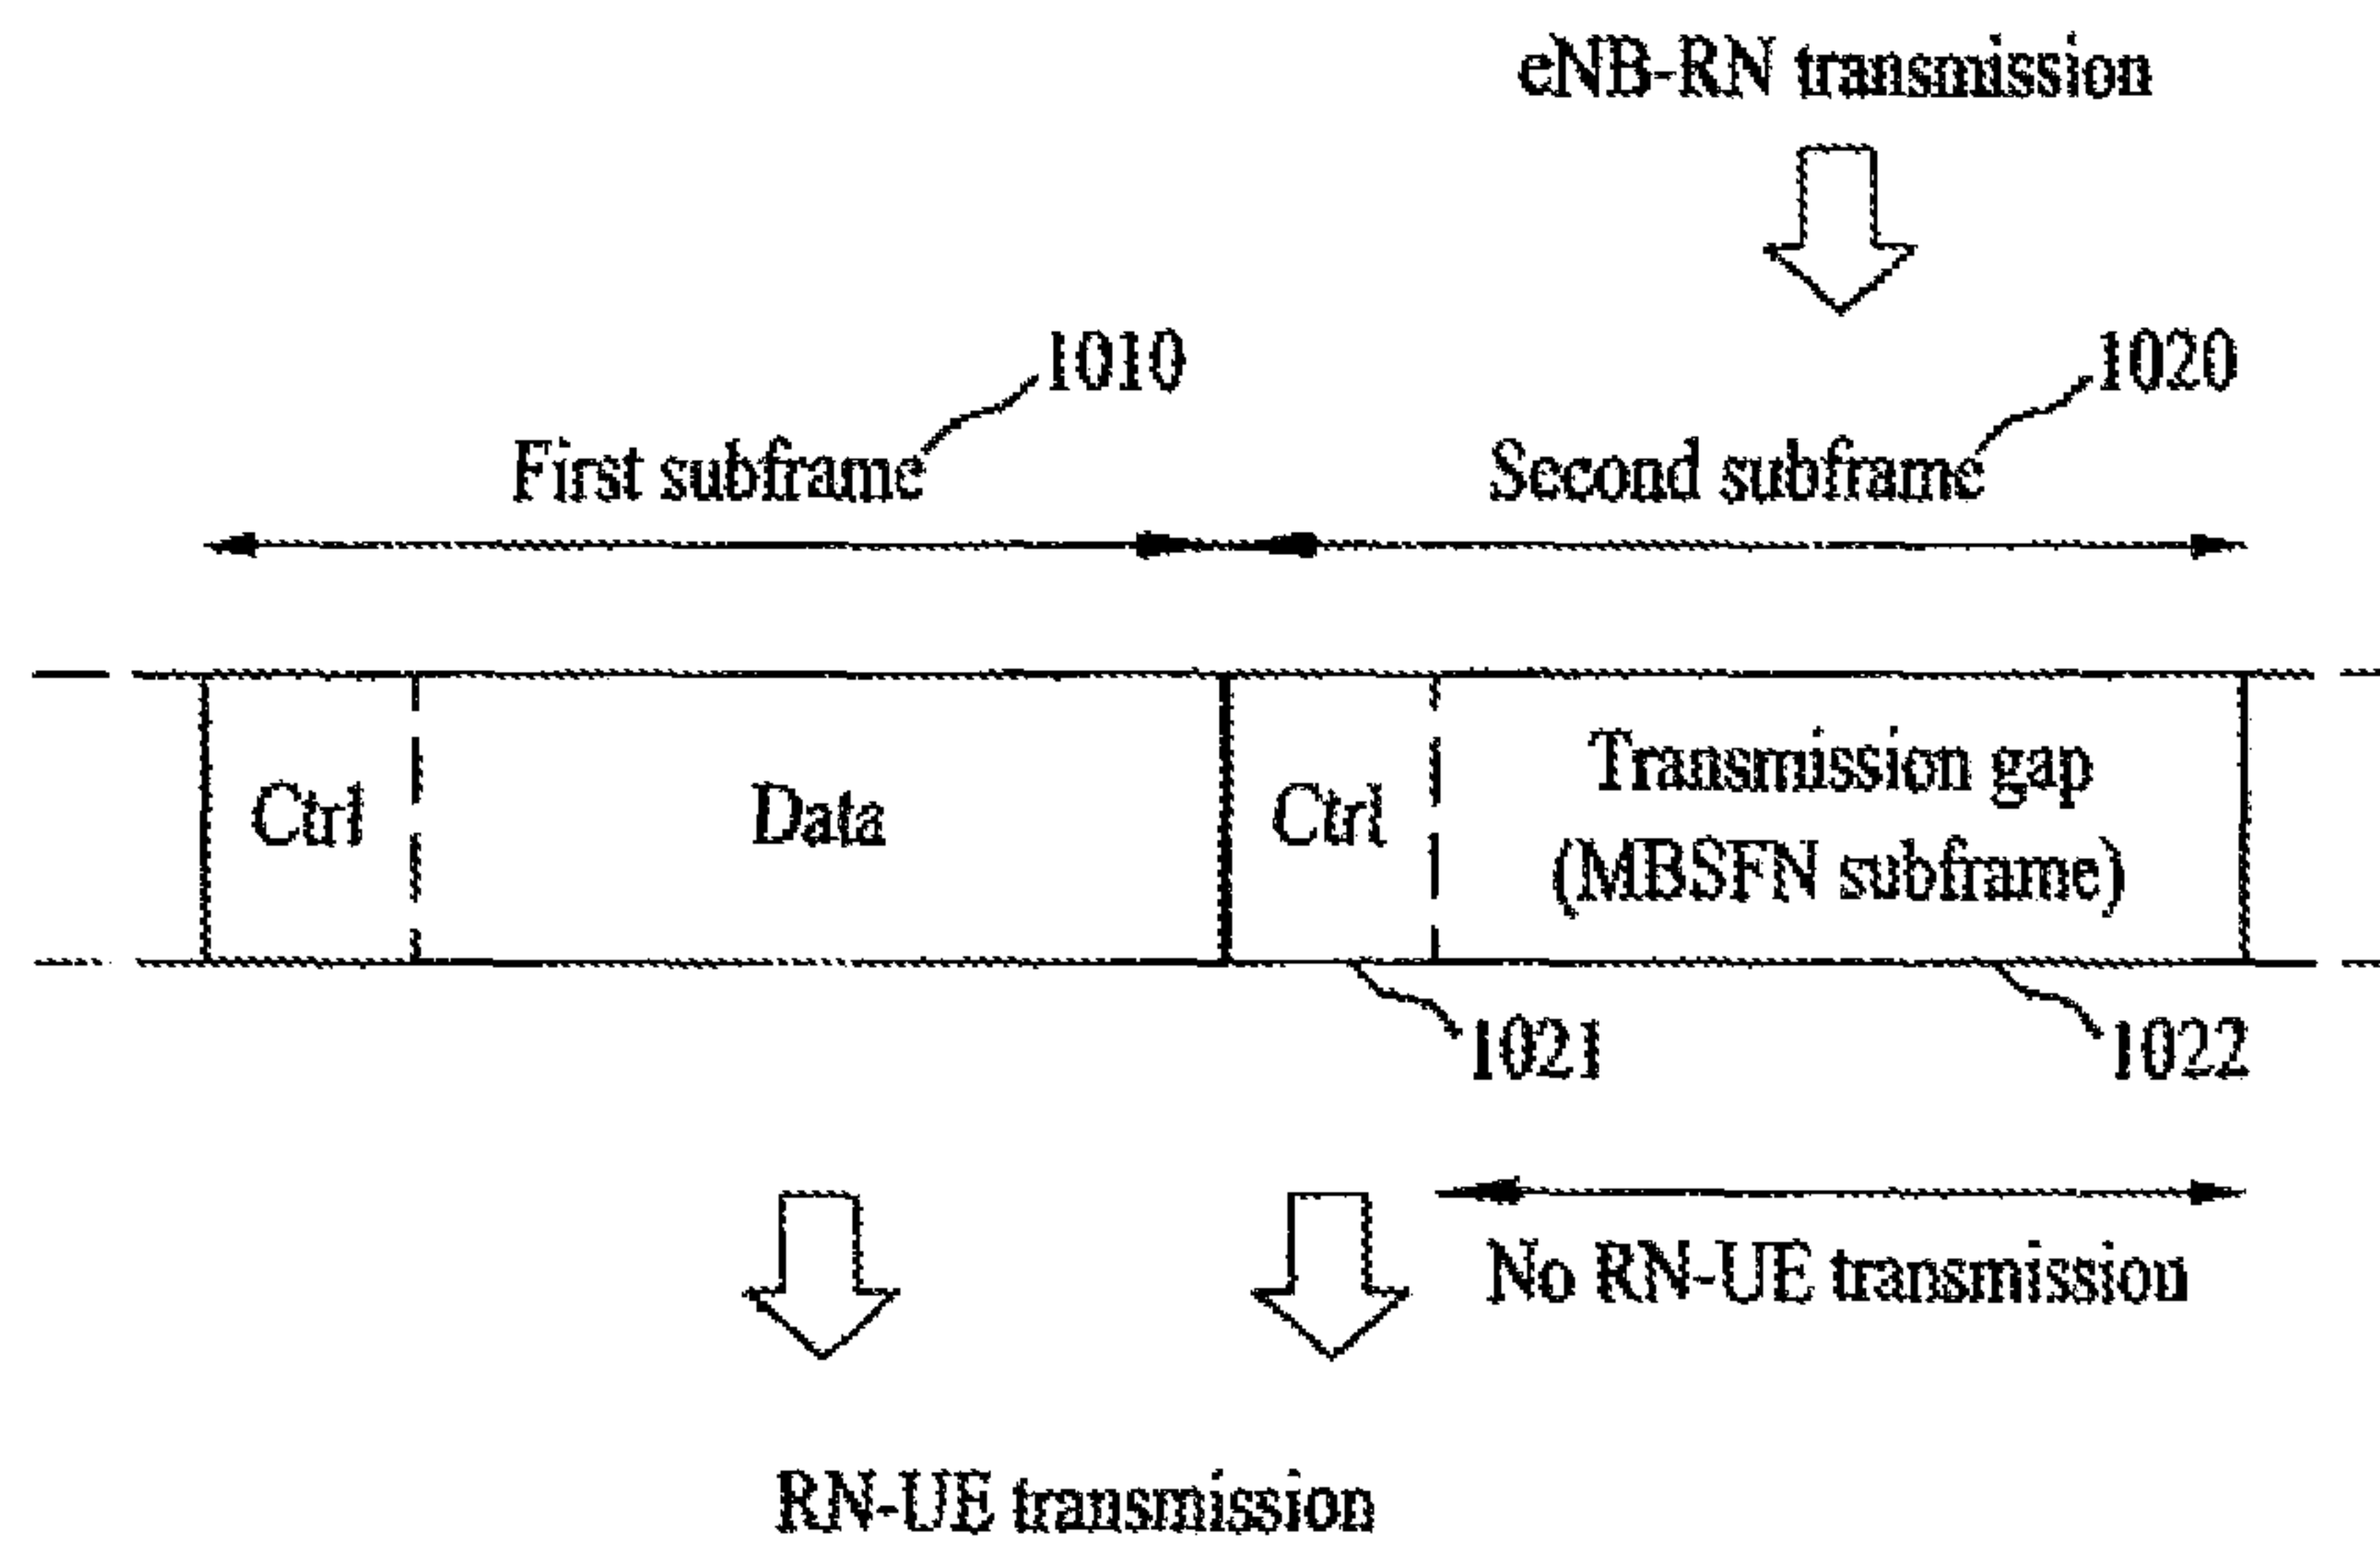 eNB-RN transmission
1010
1020
First subframe
Second subframe
Ctrl
Data
Ctrl
Transmission gap
(MBSFN subframe)
1021
1022
No RN-UE transmission
RN-UE transmission